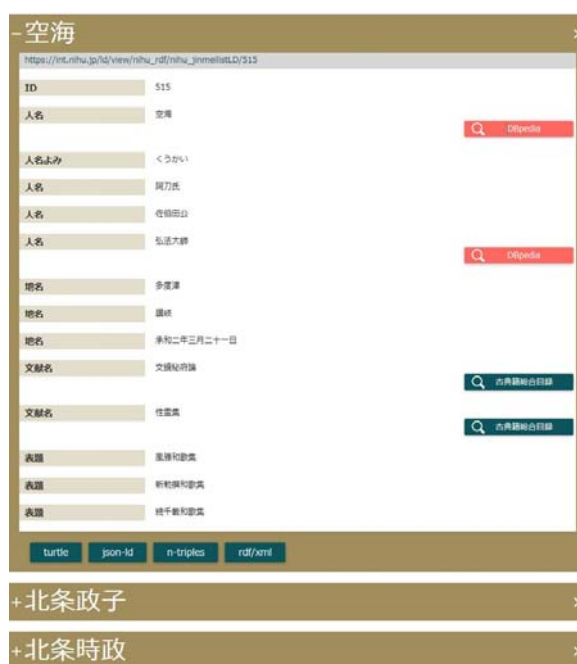 -空海
https://int.nihu.jp/ld/view/nihu_rdf/nihu_jinmeilistLD/515
ID 515
人名 空海
DBpedia
人名よみ くうかい
人名 阿刀氏
人名 佐伯田公
人名 弘法大師
DBpedia
地名 多度津
地名 讃岐
地名 承和二年三月二十一日
文献名 文鏡秘府論
古典籍総合目録
文献名 性霊集
古典籍総合目録
表題 風雅和歌集
表題 新勅撰和歌集
表題 続千載和歌集
turtle json-ld n-triples rdf/xml
+北条政子
+北条時政